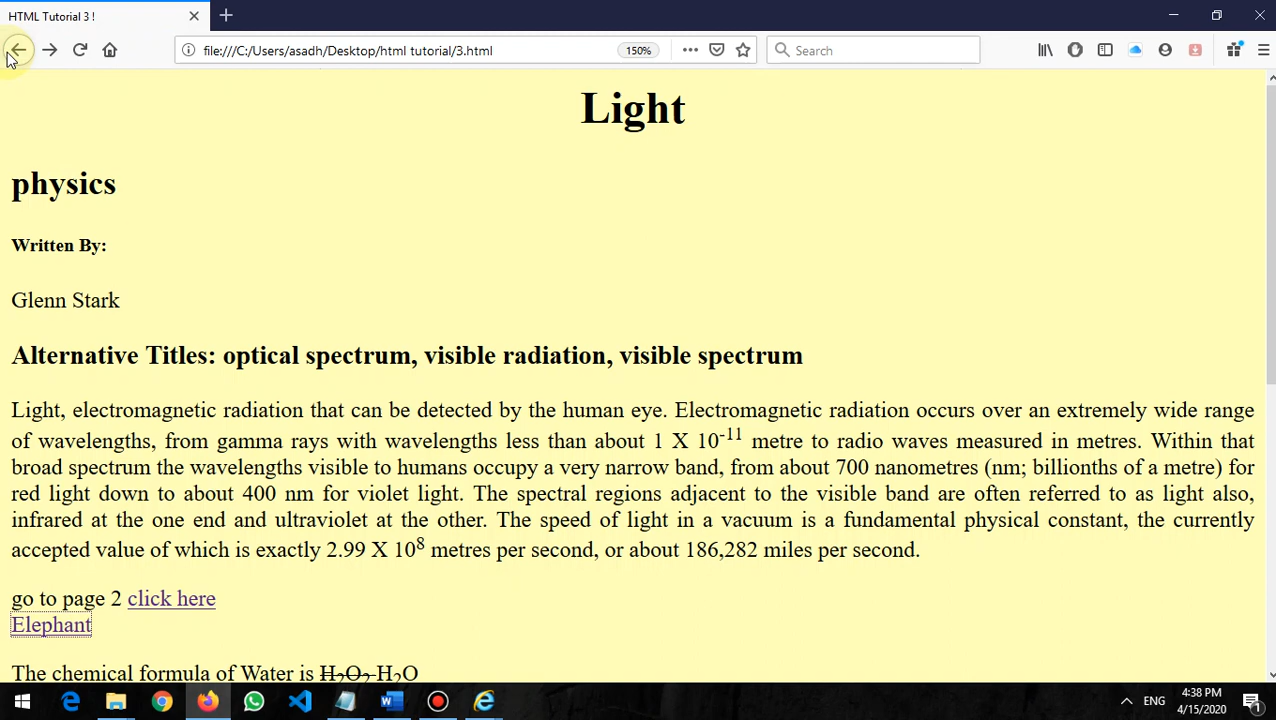 HTML Tutorial 3 !
file:///C:/Users/asadh/Desktop/html tutorial/3.html
150%
Search
Light
physics
Written By:
Glenn Stark
Alternative Titles: optical spectrum, visible radiation, visible spectrum
Light, electromagnetic radiation that can be detected by the human eye. Electromagnetic radiation occurs over an extremely wide range
of wavelengths, from gamma rays with wavelengths less than about 1 X 10⁻¹¹ metre to radio waves measured in metres. Within that
broad spectrum the wavelengths visible to humans occupy a very narrow band, from about 700 nanometres (nm; billionths of a metre) for
red light down to about 400 nm for violet light. The spectral regions adjacent to the visible band are often referred to as light also,
infrared at the one end and ultraviolet at the other. The speed of light in a vacuum is a fundamental physical constant, the currently
accepted value of which is exactly 2.99 X 10⁸ metres per second, or about 186,282 miles per second.
go to page 2 click here
Elephant
The chemical formula of Water is H₂O₂ H₂O
ENG
4:38 PM
4/15/2020
1